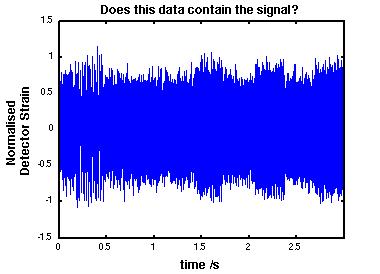 Does this data contain the signal?
1.5
1
0.5
0
-0.5
-1
-1.5
Normalised
Detector Strain
0 0.5 1 1.5 2 2.5
time /s